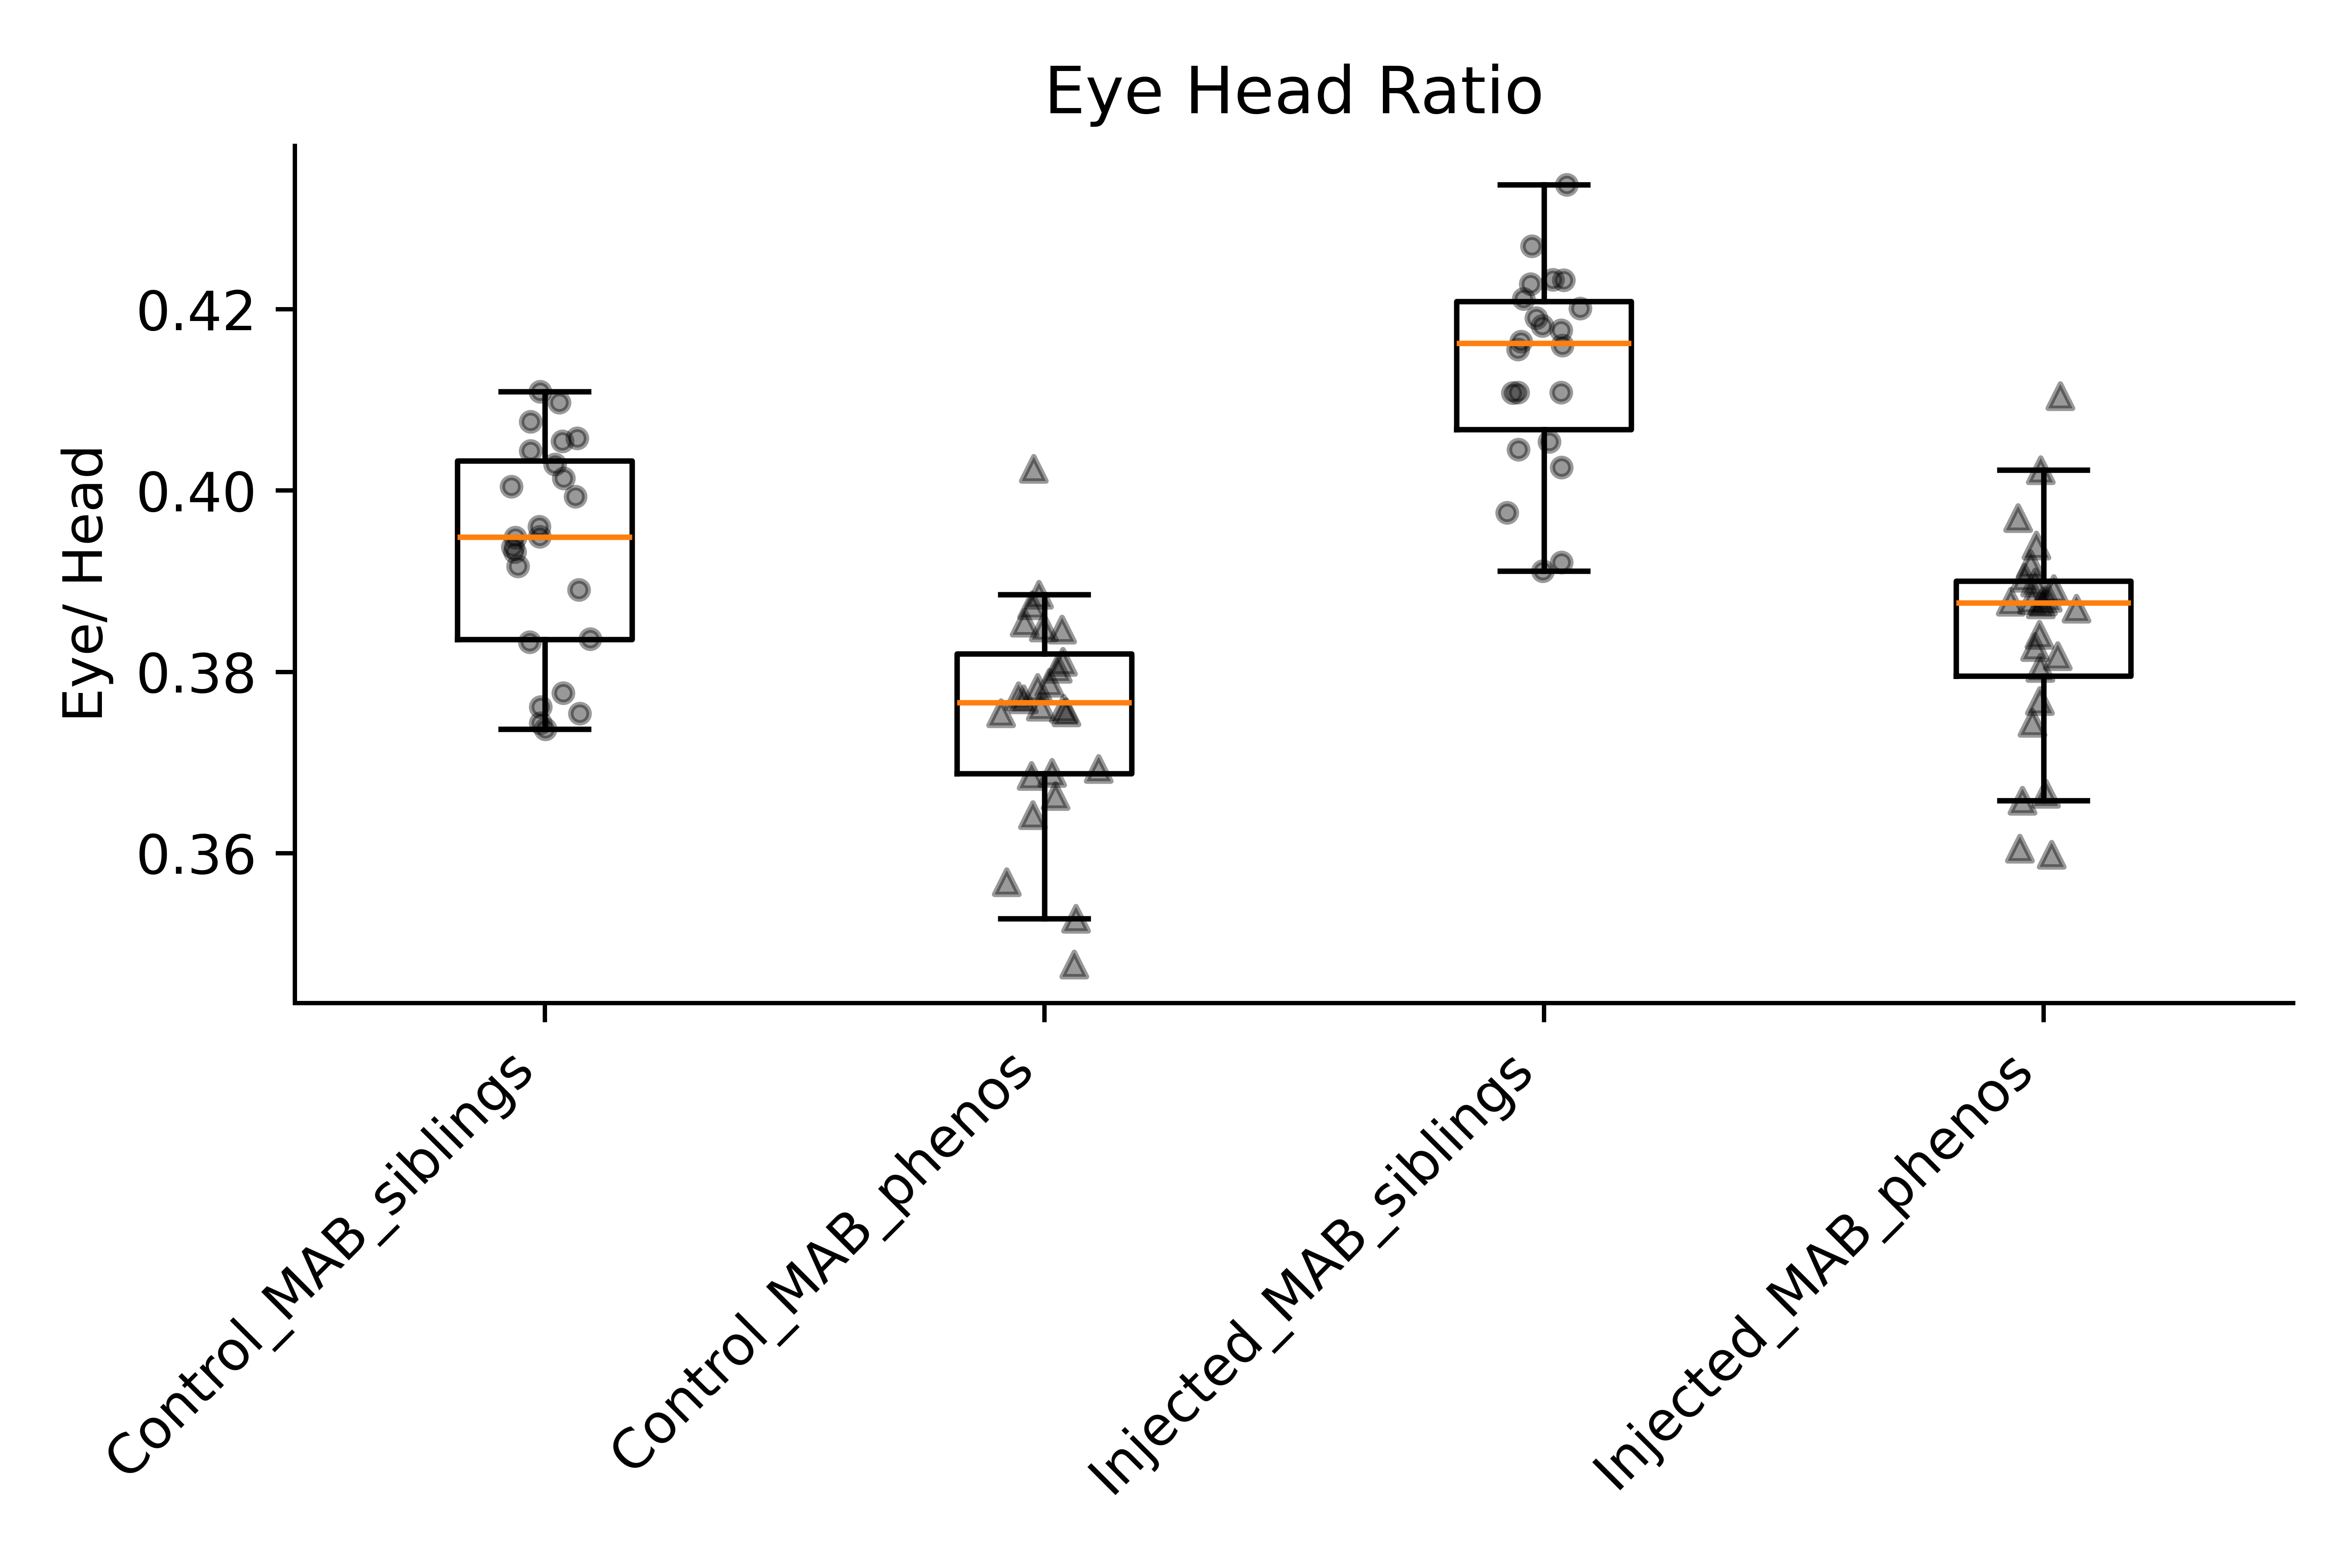 Eye Head Ratio
Eye/ Head
0.42
0.40
0.38
0.36
Control_MAB_siblings
Control_MAB_phenos
Injected_MAB_siblings
Injected_MAB_phenos